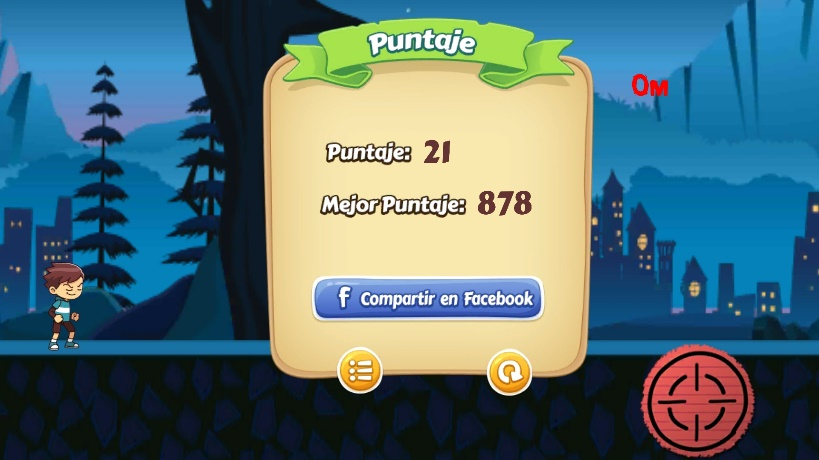 Puntaje
0M
Puntaje: 21
Mejor Puntaje: 878
f Compartir en Facebook